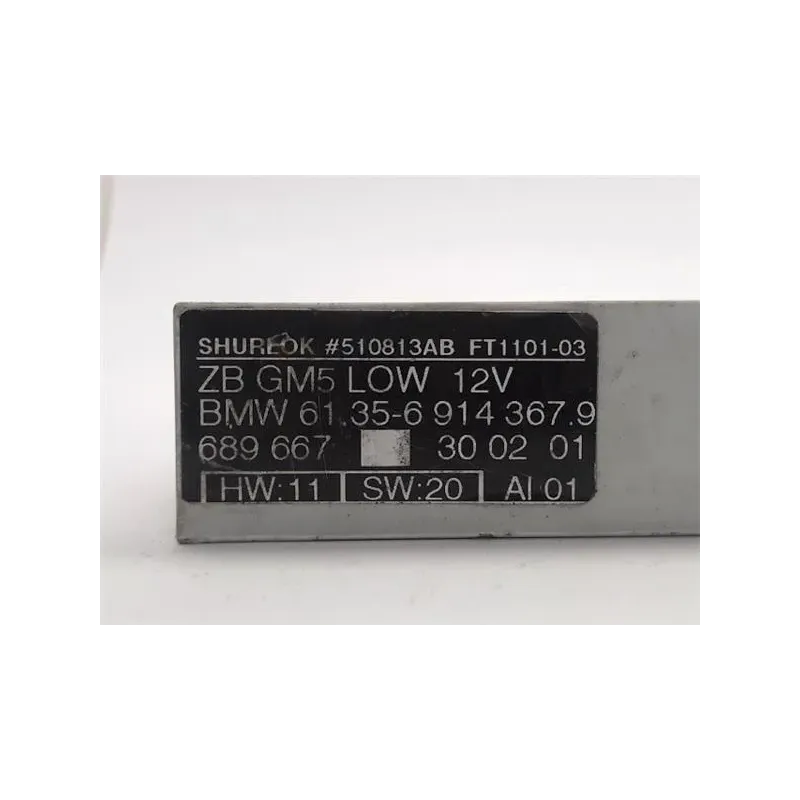 SHURLOK #510813AB FT1101-03
ZB GM5 LOW 12V
BMW 61.35-6 914 367.9
689 667 30 02 01
HW:11 SW:20 AI 01